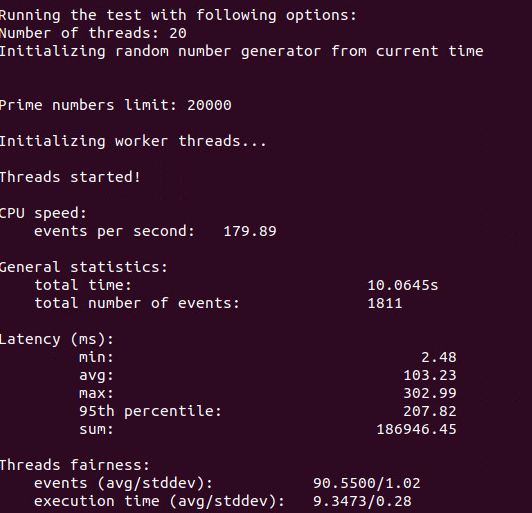 Running the test with following options:
Number of threads: 20
Initializing random number generator from current time
Prime numbers limit: 20000
Initializing worker threads...
Threads started!
CPU speed:
events per second: 179.89
General statistics:
total time: 10.0645s
total number of events: 1811
Latency (ms):
min: 2.48
avg: 103.23
max: 302.99
95th percentile: 207.82
sum: 186946.45
Threads fairness:
events (avg/stddev): 90.5500/1.02
execution time (avg/stddev): 9.3473/0.28